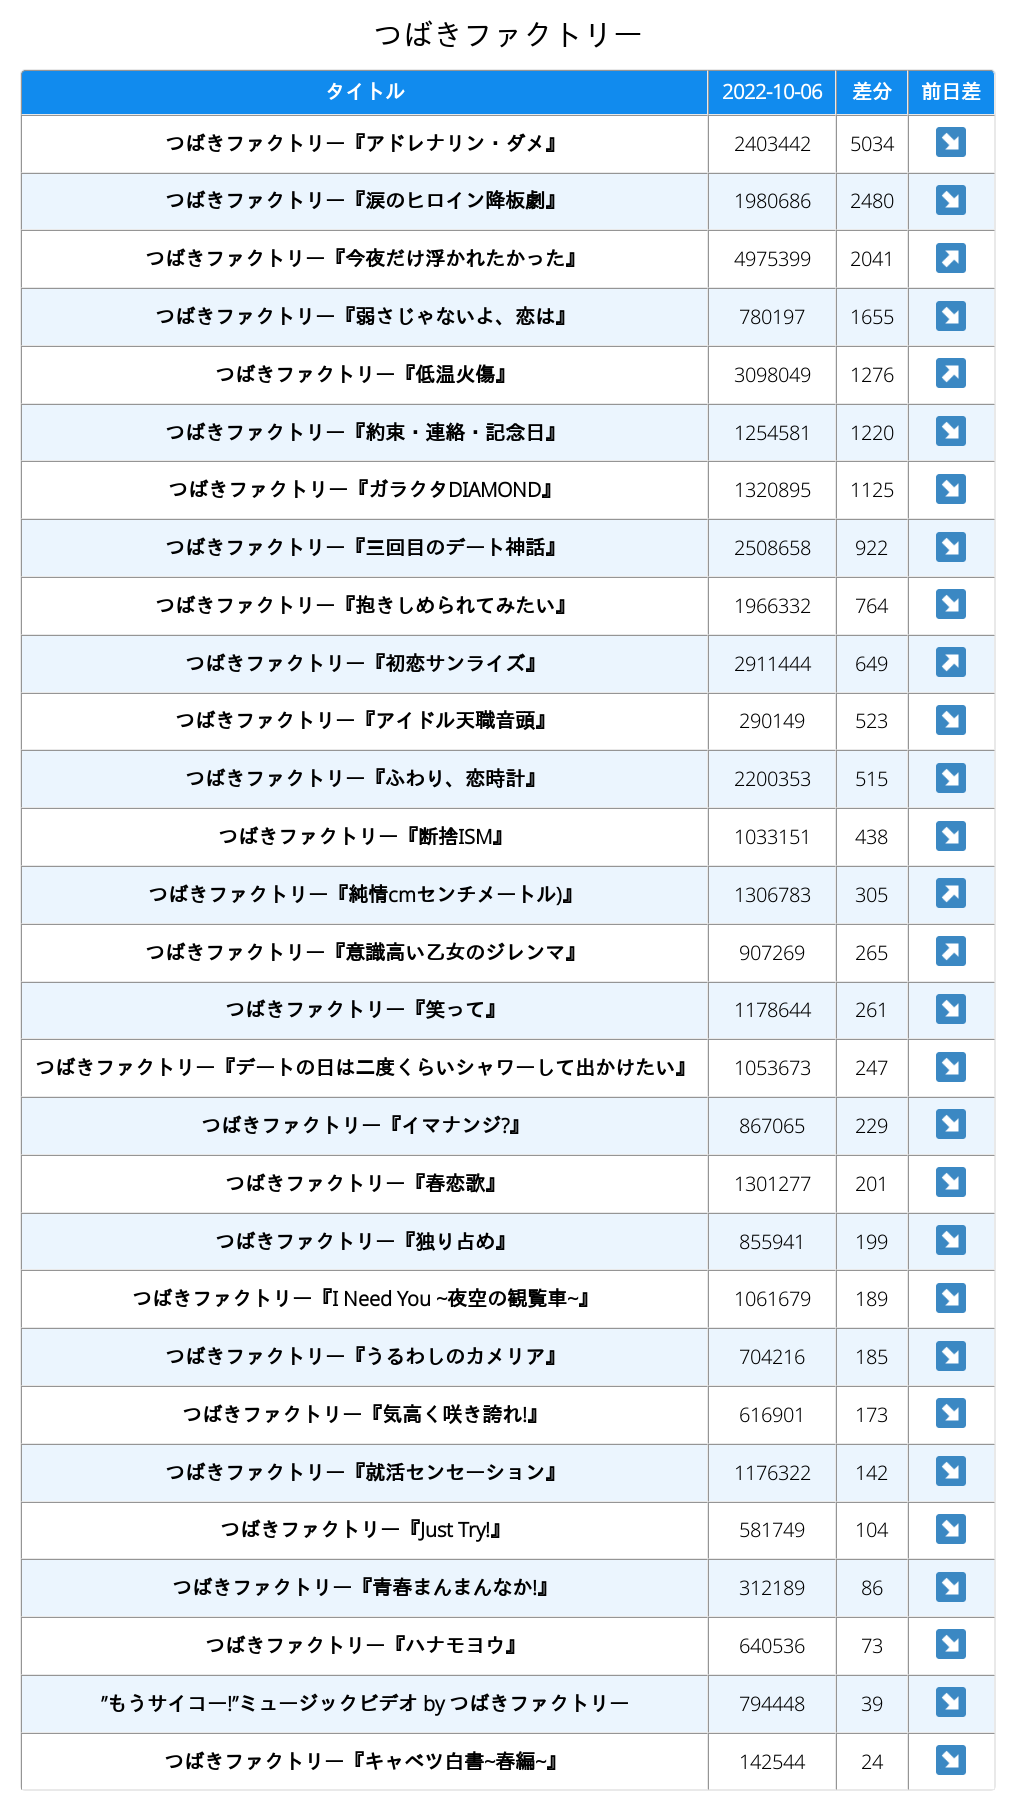 つばきファクトリー
タイトル 2022-10-06 差分 前日差
つばきファクトリー『アドレナリン・ダメ』 2403442 5034 ↘
つばきファクトリー『涙のヒロイン降板劇』 1980686 2480 ↘
つばきファクトリー『今夜だけ浮かれたかった』 4975399 2041 ↗
つばきファクトリー『弱さじゃないよ、恋は』 780197 1655 ↘
つばきファクトリー『低温火傷』 3098049 1276 ↗
つばきファクトリー『約束・連絡・記念日』 1254581 1220 ↘
つばきファクトリー『ガラクタDIAMOND』 1320895 1125 ↘
つばきファクトリー『三回目のデート神話』 2508658 922 ↘
つばきファクトリー『抱きしめられてみたい』 1966332 764 ↘
つばきファクトリー『初恋サンライズ』 2911444 649 ↗
つばきファクトリー『アイドル天職音頭』 290149 523 ↘
つばきファクトリー『ふわり、恋時計』 2200353 515 ↘
つばきファクトリー『断捨ISM』 1033151 438 ↘
つばきファクトリー『純情cmセンチメートル)』 1306783 305 ↗
つばきファクトリー『意識高い乙女のジレンマ』 907269 265 ↗
つばきファクトリー『笑って』 1178644 261 ↘
つばきファクトリー『デートの日は二度くらいシャワーして出かけたい』 1053673 247 ↘
つばきファクトリー『イマナンジ?』 867065 229 ↘
つばきファクトリー『春恋歌』 1301277 201 ↘
つばきファクトリー『独り占め』 855941 199 ↘
つばきファクトリー『I Need You ~夜空の観覧車~』 1061679 189 ↘
つばきファクトリー『うるわしのカメリア』 704216 185 ↘
つばきファクトリー『気高く咲き誇れ!』 616901 173 ↘
つばきファクトリー『就活センセーション』 1176322 142 ↘
つばきファクトリー『Just Try!』 581749 104 ↘
つばきファクトリー『青春まんまんなか!』 312189 86 ↘
つばきファクトリー『ハナモヨウ』 640536 73 ↘
”もうサイコー!”ミュージックビデオ by つばきファクトリー 794448 39 ↘
つばきファクトリー『キャベツ白書~春編~』 142544 24 ↘